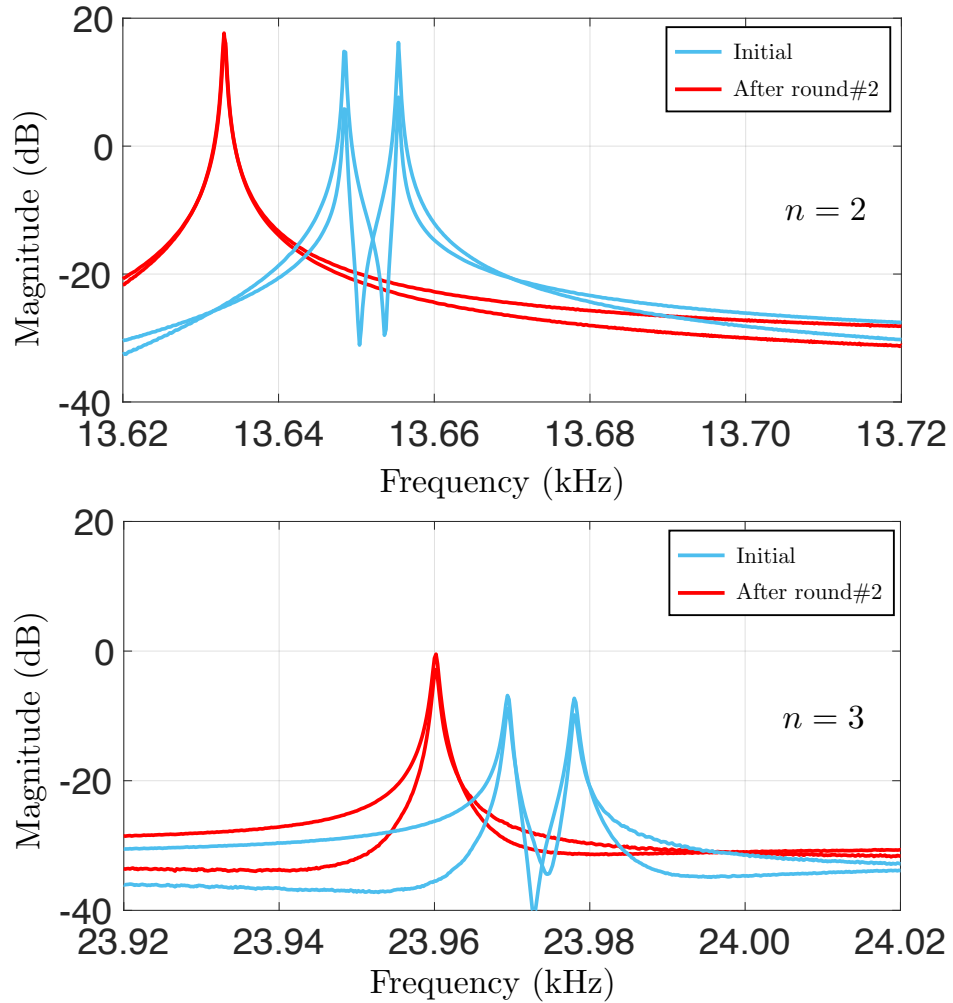 20
0
-20
-40
Magnitude (dB)
Initial
After round#2
n = 2
13.62 13.64 13.66 13.68 13.70 13.72
Frequency (kHz)
20
0
-20
-40
Magnitude (dB)
Initial
After round#2
n = 3
23.92 23.94 23.96 23.98 24.00 24.02
Frequency (kHz)